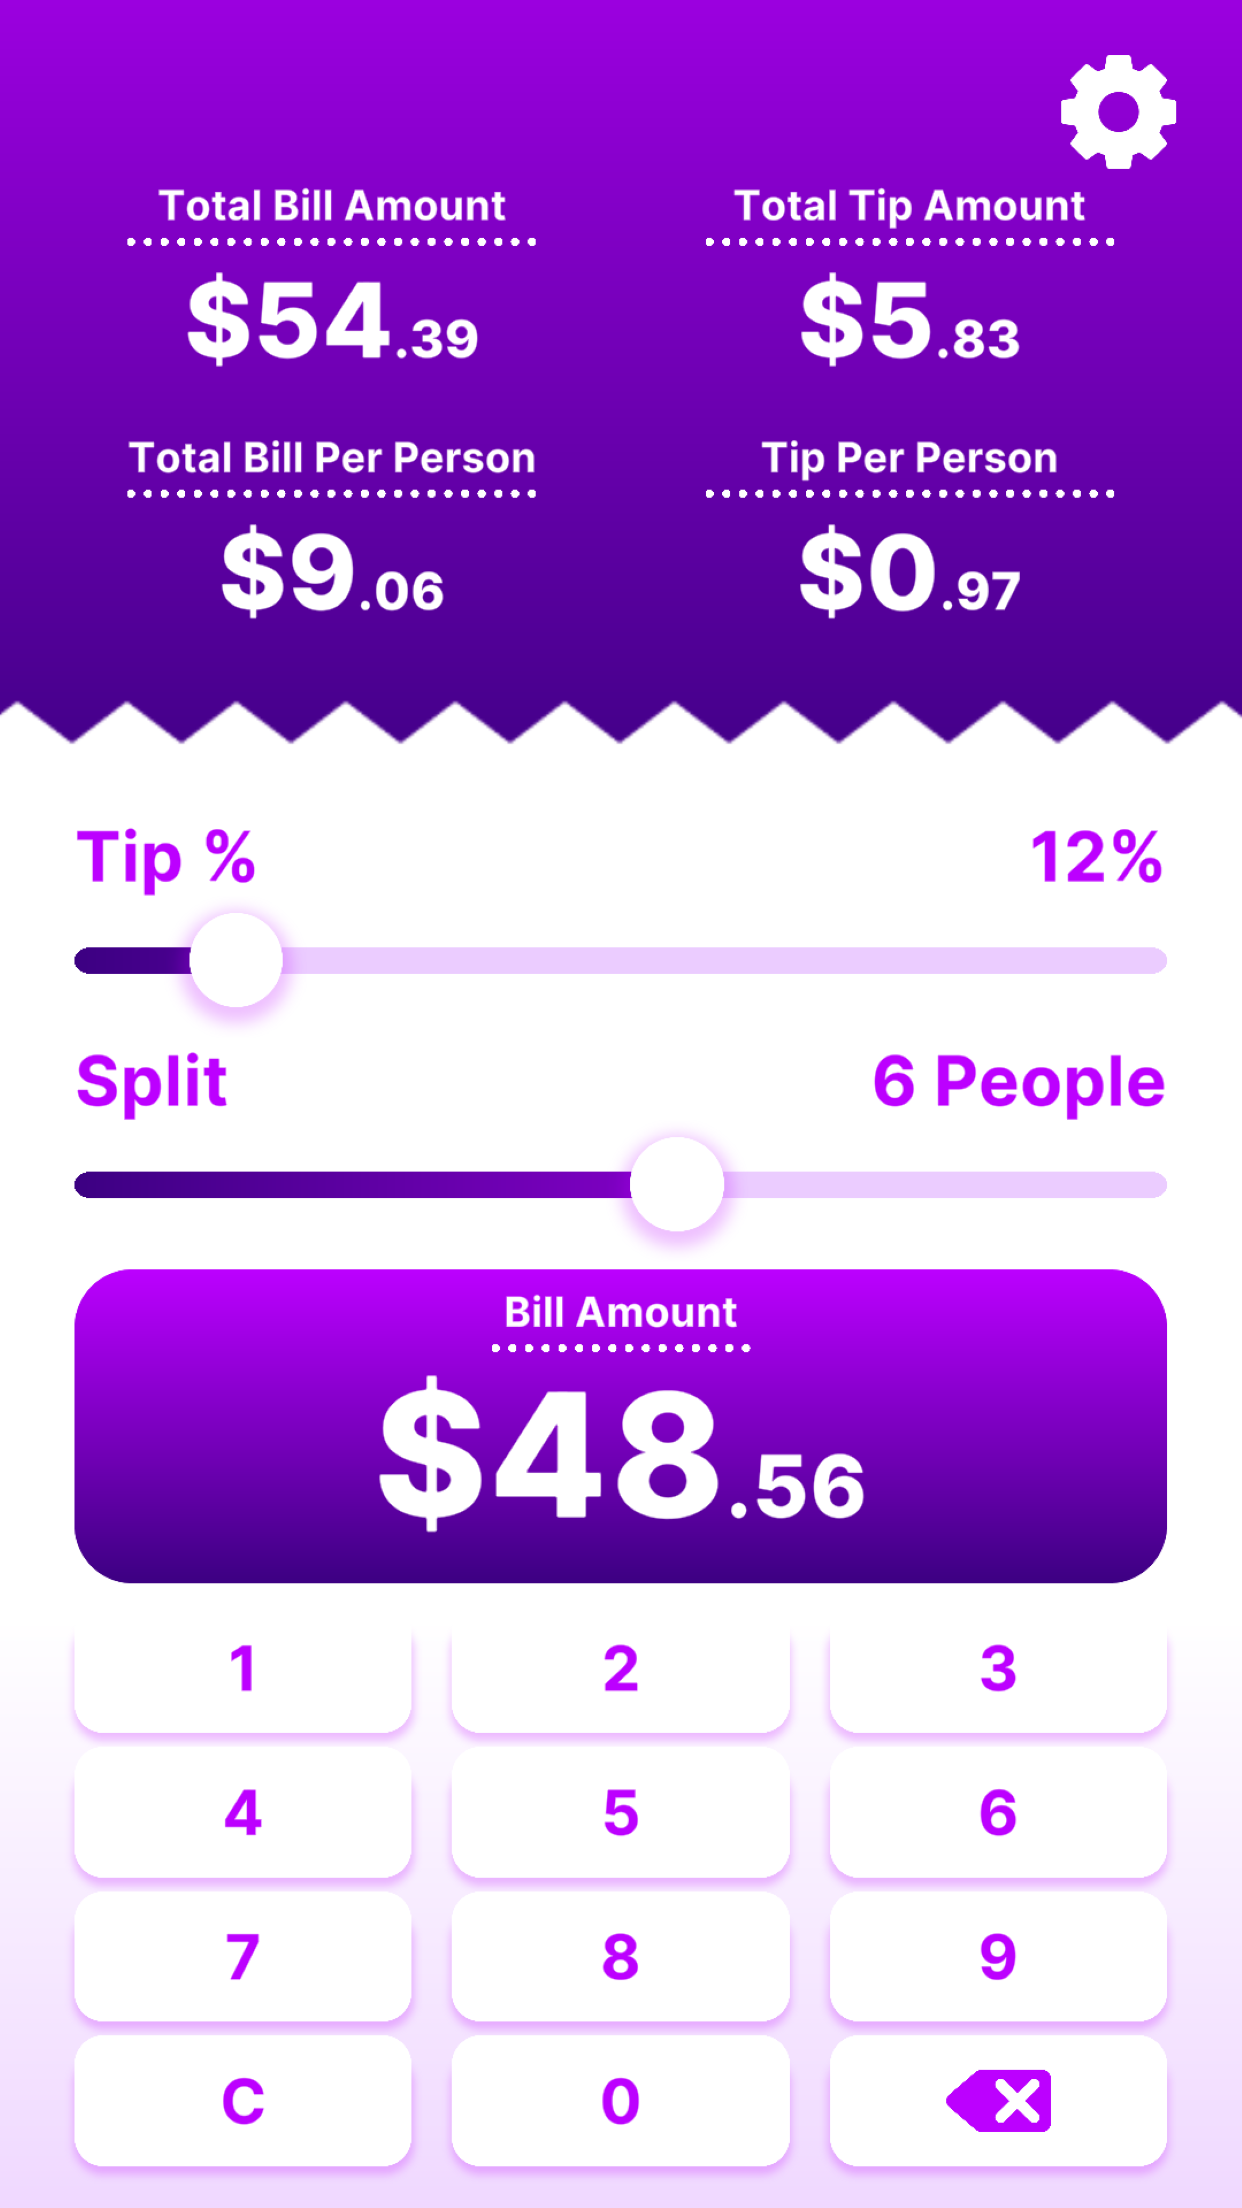 Total Bill Amount
$54.39
Total Tip Amount
$5.83
Total Bill Per Person
$9.06
Tip Per Person
$0.97
Tip % 12%
Split 6 People
Bill Amount
$48.56
1 2 3
4 5 6
7 8 9
C 0